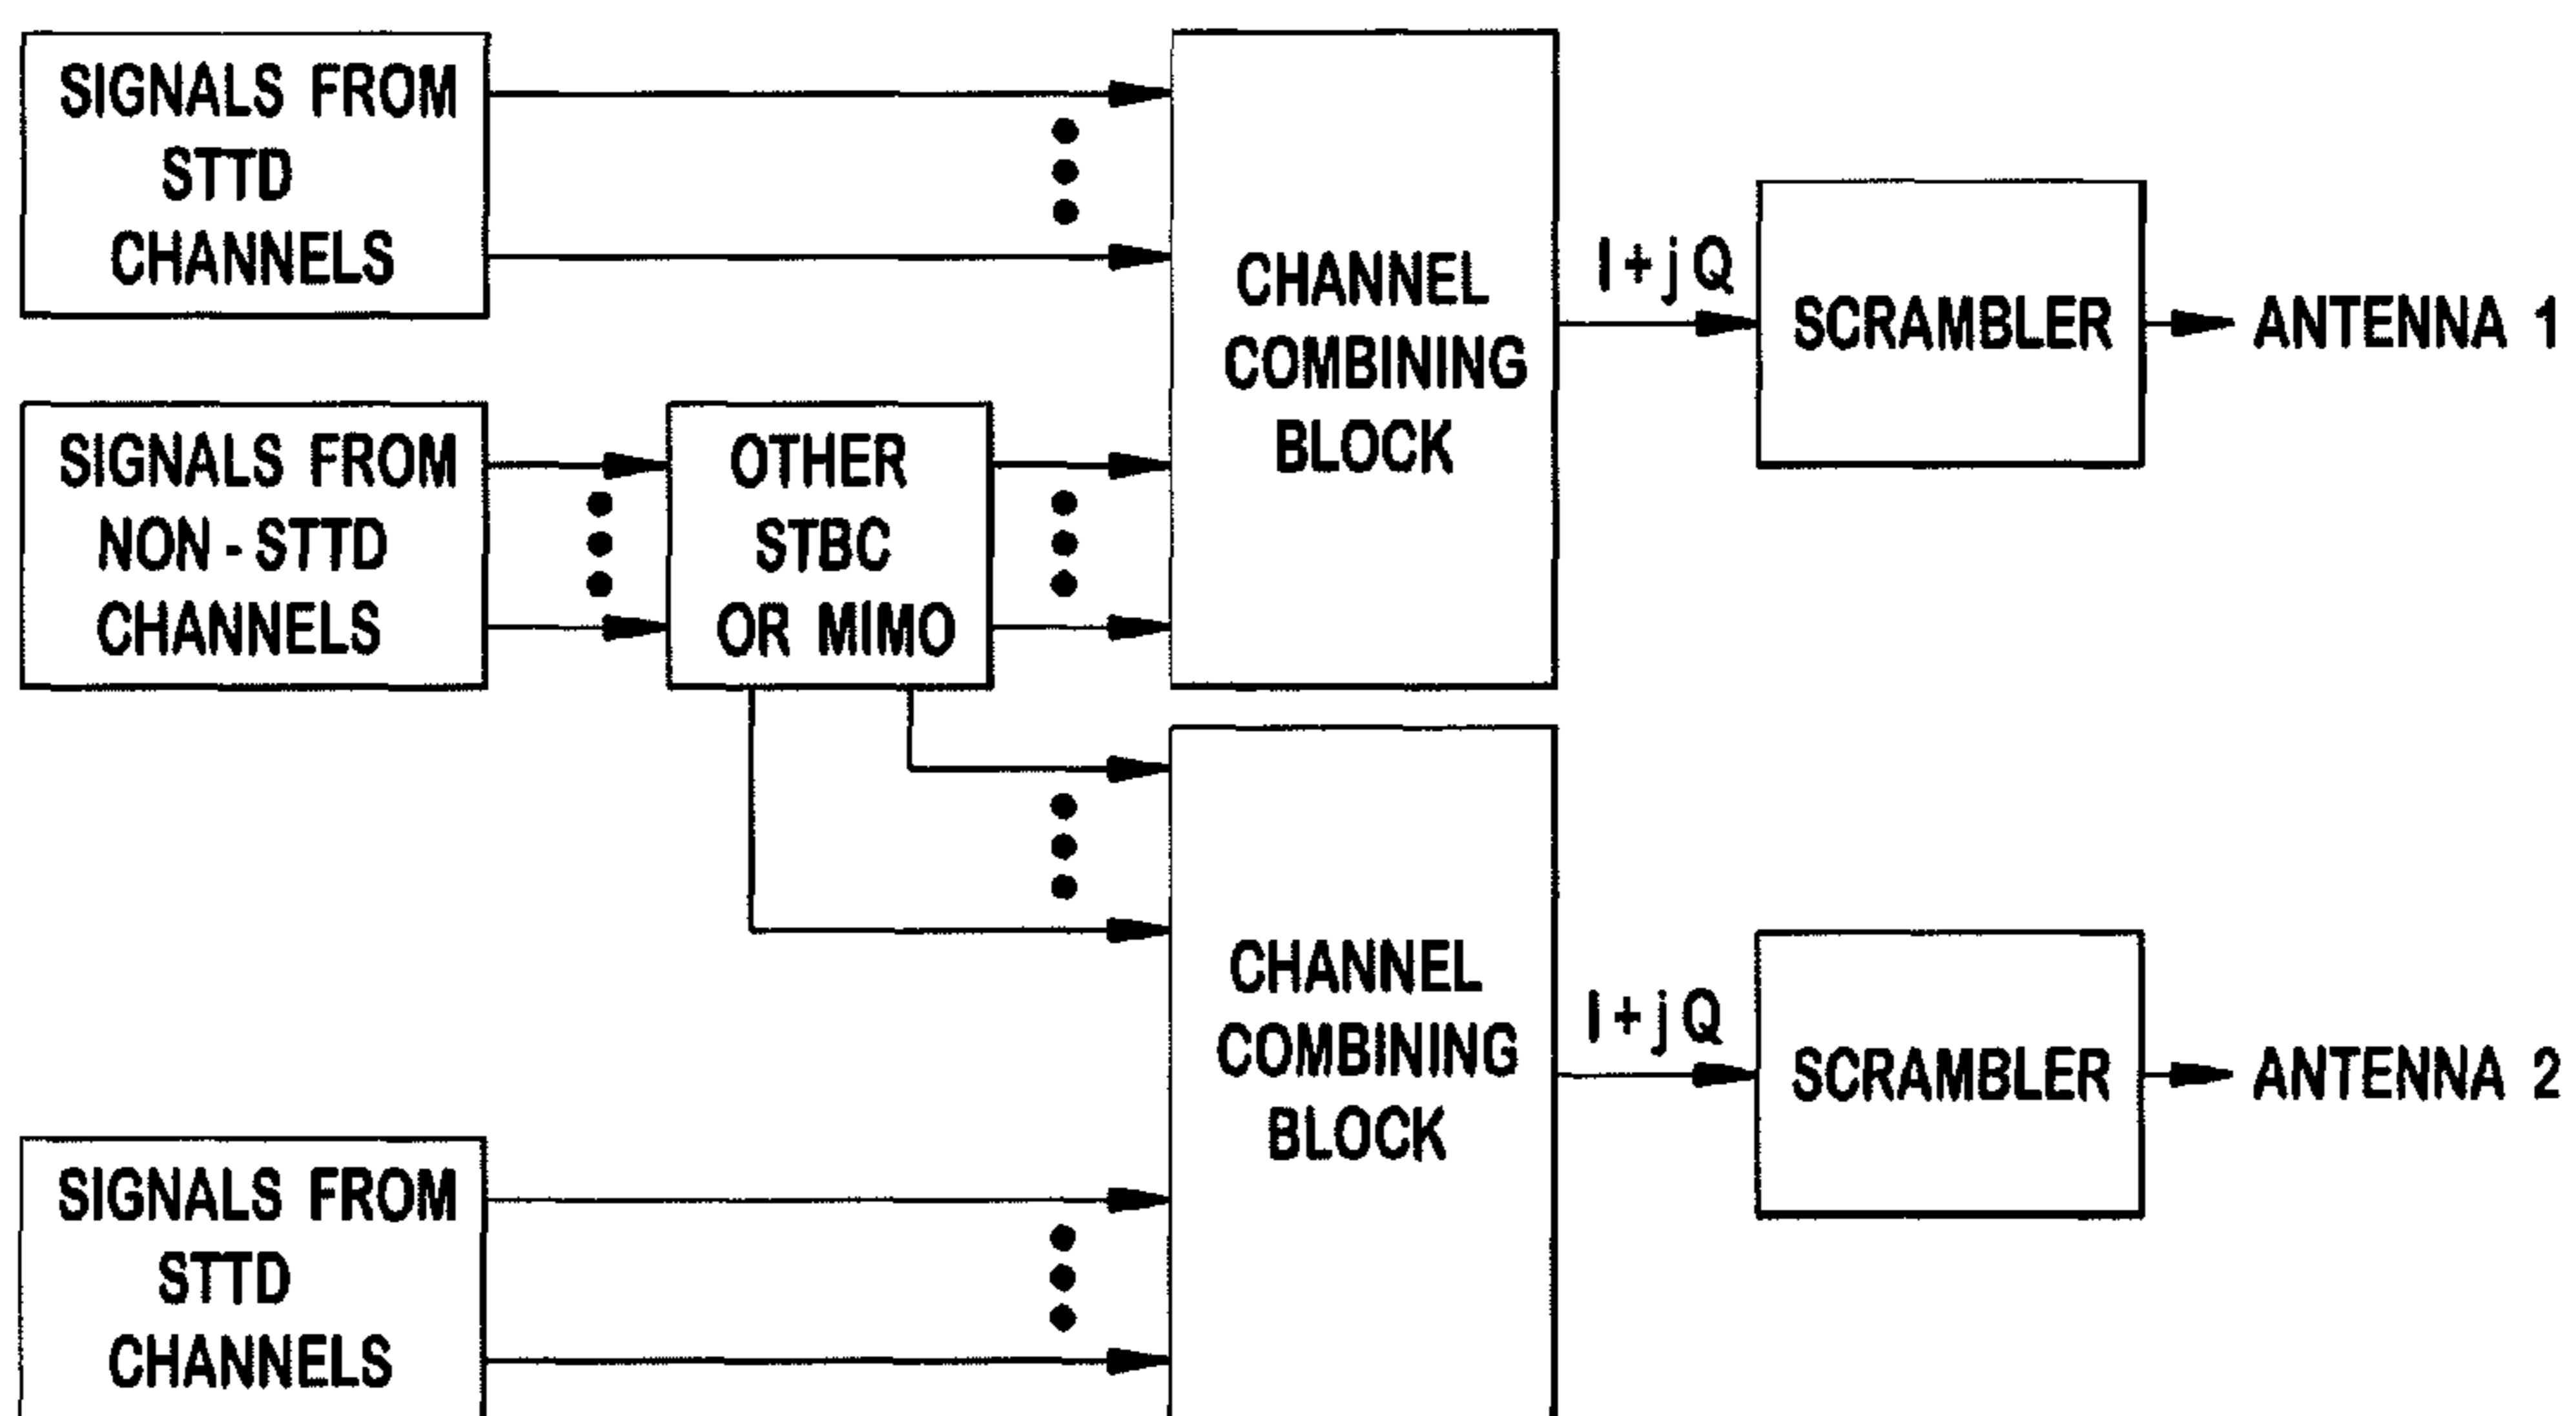 SIGNALS FROM
STTD
CHANNELS
CHANNEL
COMBINING
BLOCK
I+jQ
SCRAMBLER
ANTENNA 1
SIGNALS FROM
NON-STTD
CHANNELS
OTHER
STBC
OR MIMO
CHANNEL
COMBINING
BLOCK
I+jQ
SCRAMBLER
ANTENNA 2
SIGNALS FROM
STTD
CHANNELS